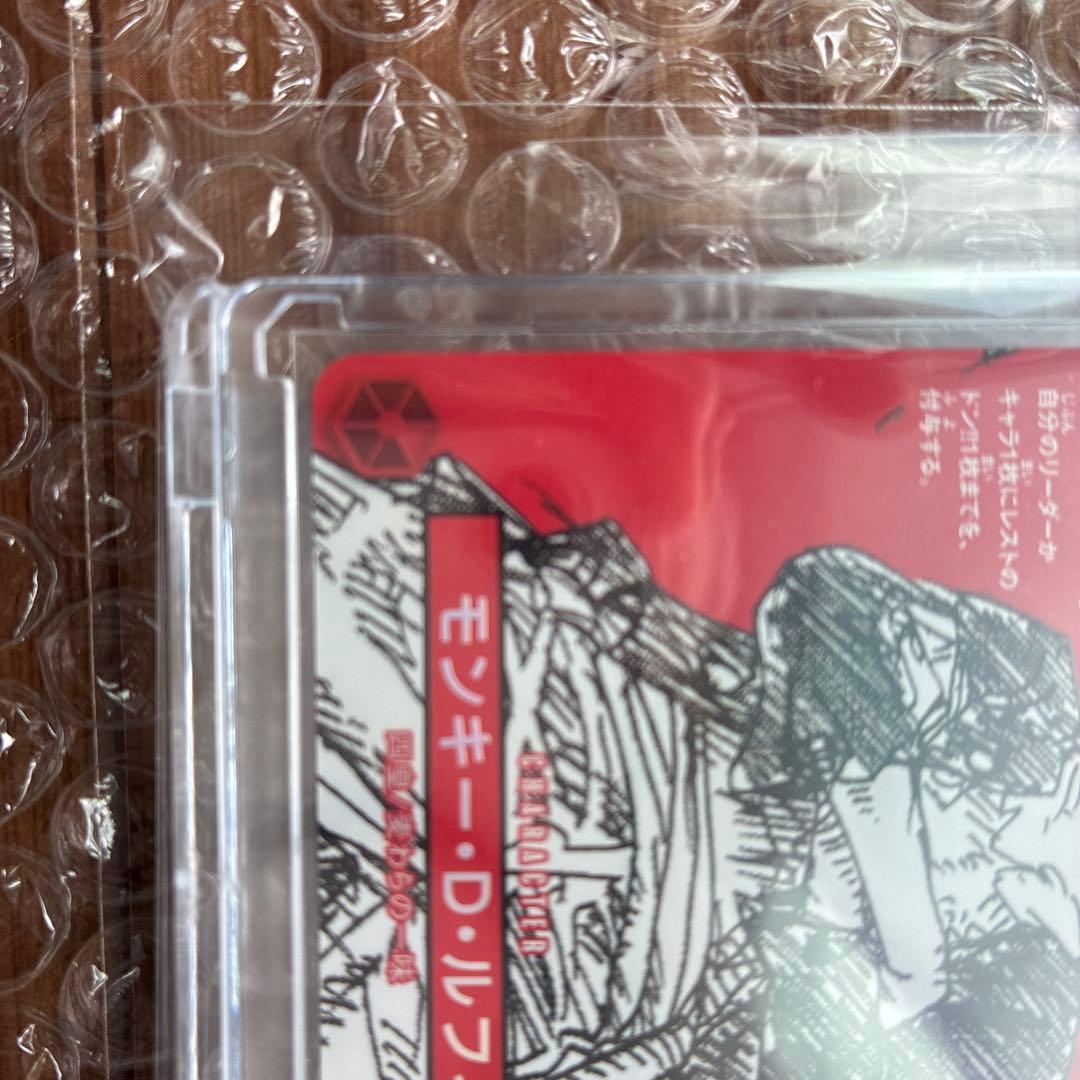 自分のリーダーか
キャラ1枚にレストの
ドン!!1枚までを、
付与する。
CHARACTER
モンキー・D・ルフ
四皇/麦わらの一味